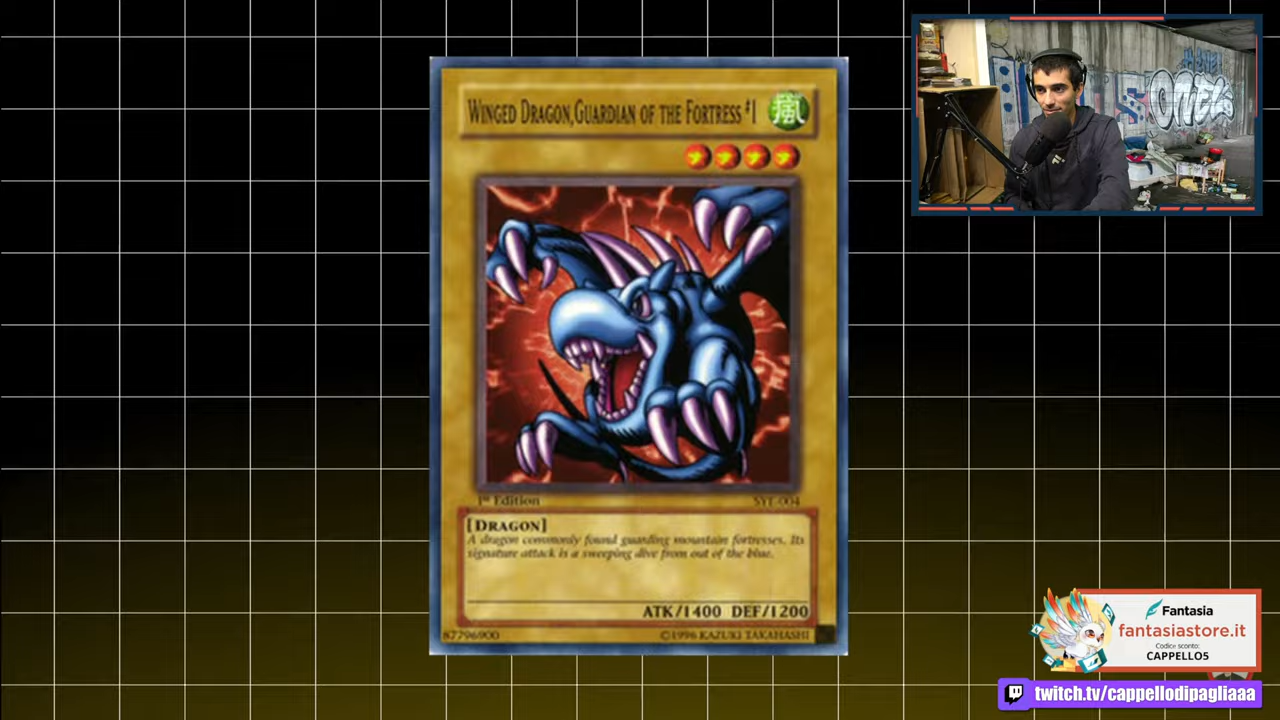 WINGED DRAGON, GUARDIAN OF THE FORTRESS #1
風
1st Edition
SYE-004
[DRAGON]
A dragon commonly found guarding mountain fortresses. Its
signature attack is a sweeping dive from out of the blue.
ATK/1400 DEF/1200
87796900
©1996 KAZUKI TAKAHASHI
Fantasia
fantasiastore.it
Codice sconto:
CAPPELLO5
twitch.tv/cappellodipagliaaa